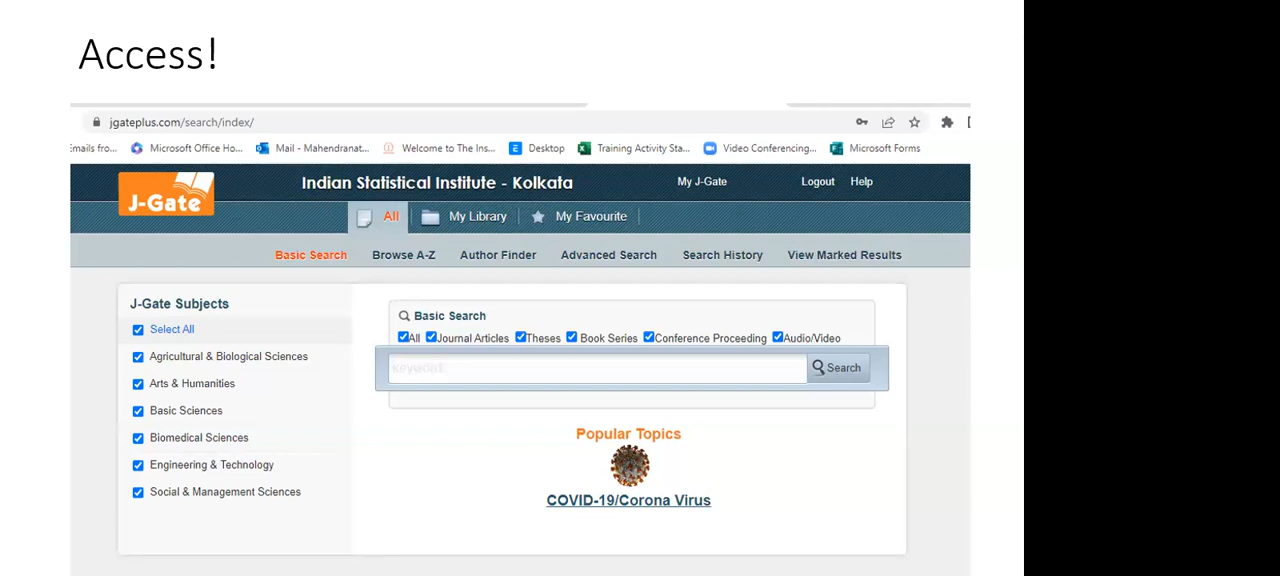 Access!
jgateplus.com/search/index/
Emails fro... Microsoft Office Ho... Mail - Mahendranat... Welcome to The Ins... Desktop Training Activity Sta... Video Conferencing... Microsoft Forms
J-Gate Indian Statistical Institute - Kolkata My J-Gate Logout Help
All My Library My Favourite
Basic Search Browse A-Z Author Finder Advanced Search Search History View Marked Results
J-Gate Subjects
Select All
Agricultural & Biological Sciences
Arts & Humanities
Basic Sciences
Biomedical Sciences
Engineering & Technology
Social & Management Sciences
Basic Search
All Journal Articles Theses Book Series Conference Proceeding Audio/Video
keyword. Search
Popular Topics
COVID-19/Corona Virus